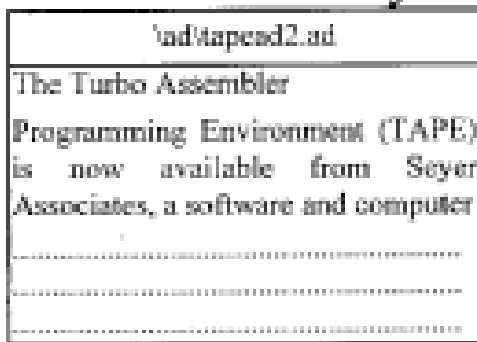 \ad\tapead2.ad
The Turbo Assembler
Programming Environment (TAPE)
is now available from Seyer
Associates, a software and computer